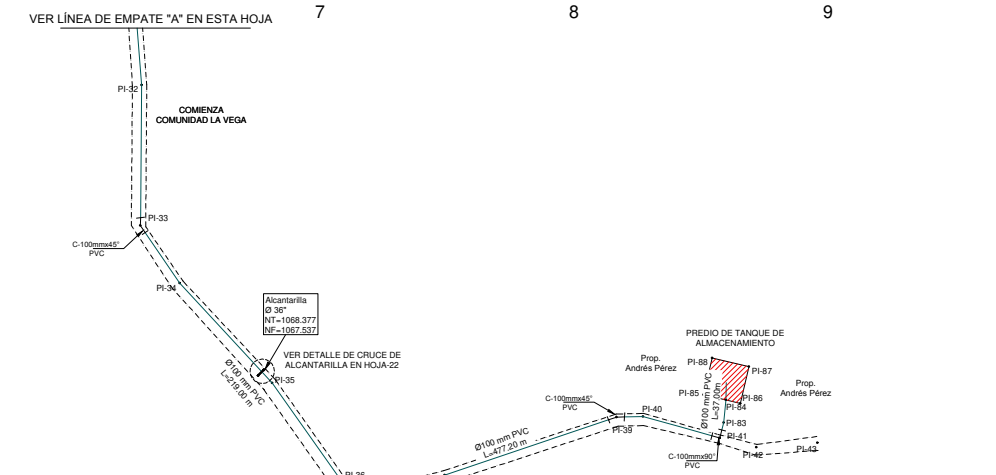 7
8
9
VER LÍNEA DE EMPATE "A" EN ESTA HOJA
PI-32
COMIENZA
COMUNIDAD LA VEGA
PI-33
C-100mmx45°
PVC
PI-34
Alcantarilla
Ø 36"
NT=1068.377
NF=1067.537
VER DETALLE DE CRUCE DE
ALCANTARILLA EN HOJA-22
PI-35
Ø100 mm PVC
L=219.00 m
PI-36
Ø100 mm PVC
L=477.20 m
C-100mmx45°
PVC
PI-39
PI-40
Prop.
Andrés Pérez
PREDIO DE TANQUE DE
ALMACENAMIENTO
PI-88
PI-87
PI-85
PI-86
PI-84
Ø100 mm PVC
L=37.00m
Prop.
Andrés Pérez
PI-83
PI-41
C-100mmx90°
PVC
PI-42
PI-43